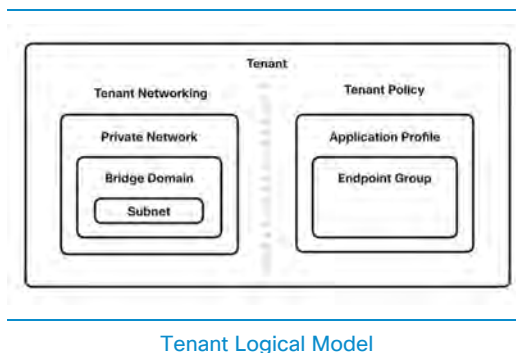 Tenant
Tenant Networking
Private Network
Bridge Domain
Subnet
Tenant Policy
Application Profile
Endpoint Group
Tenant Logical Model